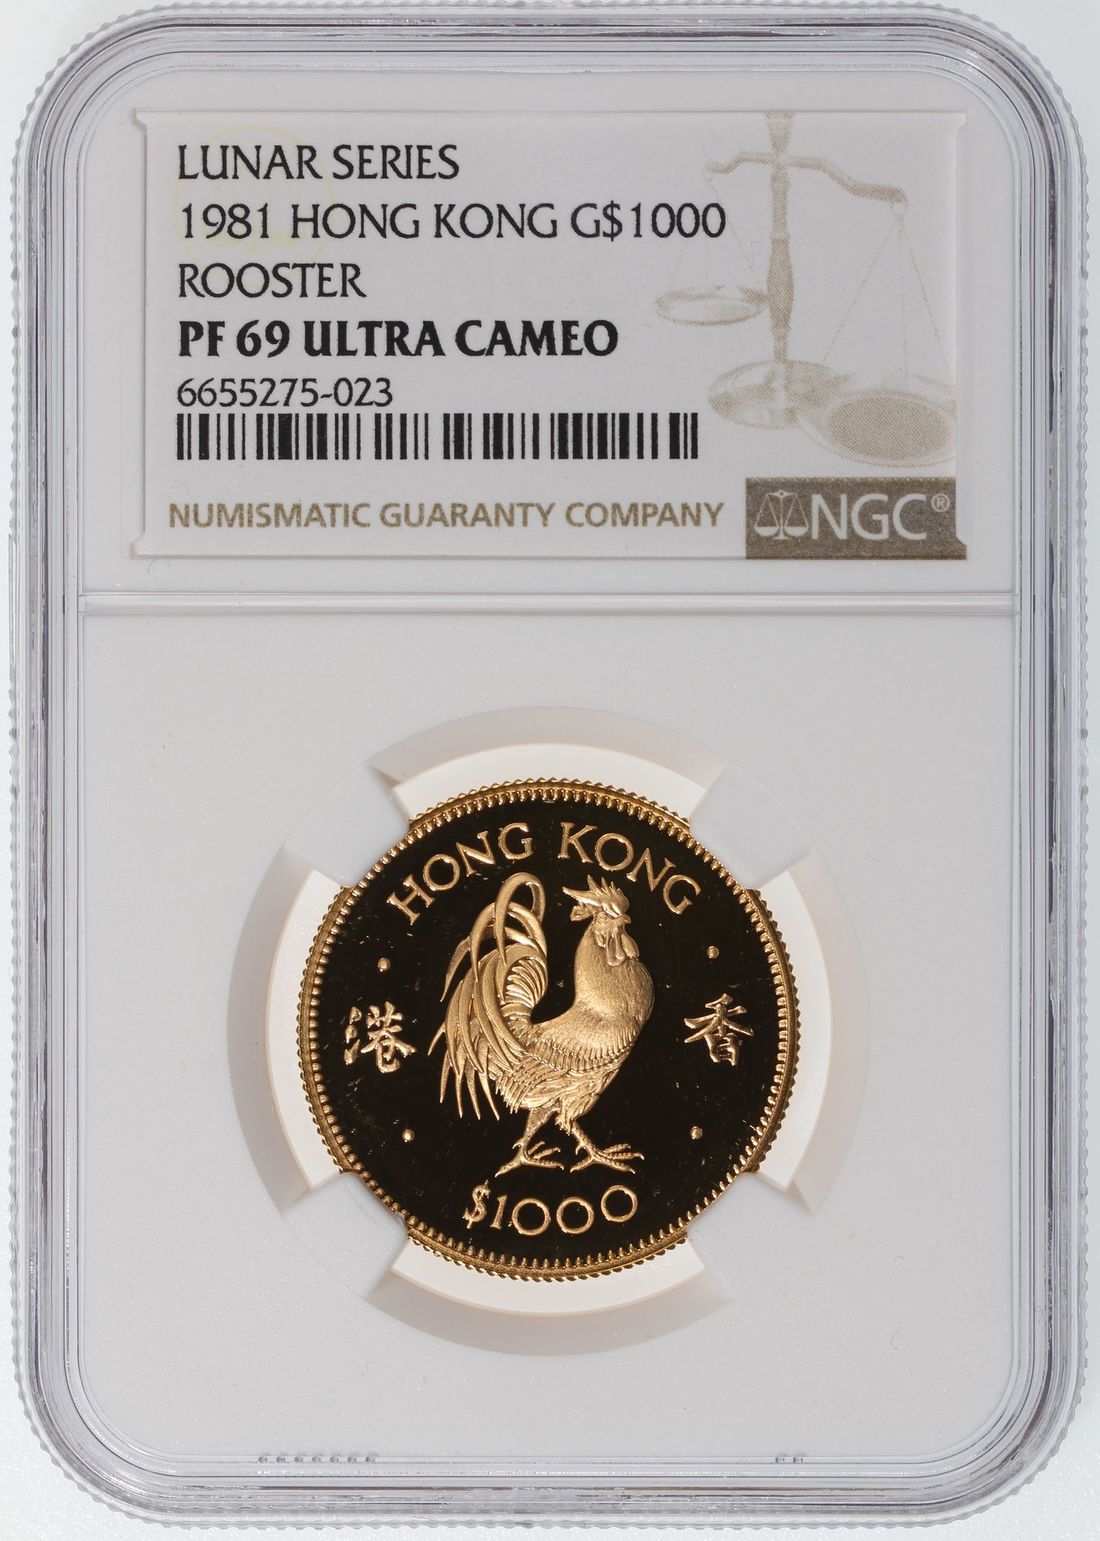 LUNAR SERIES
1981 HONG KONG G$1000
ROOSTER
PF 69 ULTRA CAMEO
6655275-023
NUMISMATIC GUARANTY COMPANY
NGC®
HONG KONG
港 香
$1000